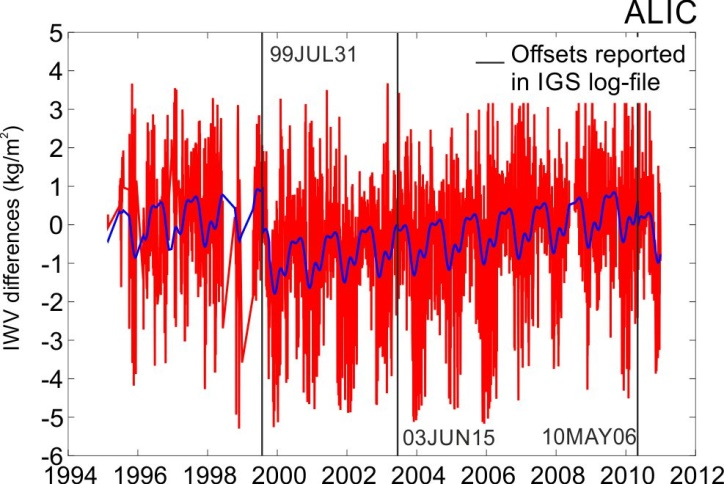 ALIC
5
4
3
2
1
0
-1
-2
-3
-4
-5
-6
IWV differences (kg/m²)
99JUL31
Offsets reported
in IGS log-file
03JUN15
10MAY06
1994 1996 1998 2000 2002 2004 2006 2008 2010 2012